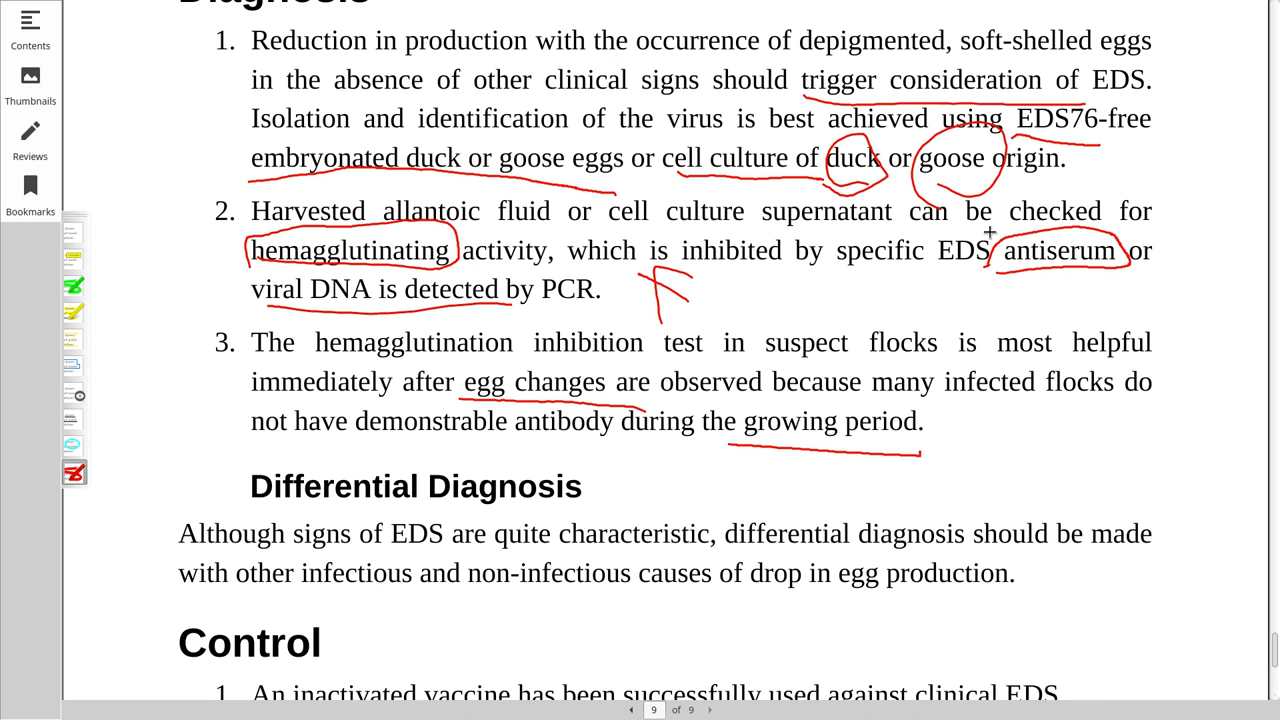 Contents
Thumbnails
Reviews
Bookmarks
1. Reduction in production with the occurrence of depigmented, soft-shelled eggs
in the absence of other clinical signs should trigger consideration of EDS.
Isolation and identification of the virus is best achieved using EDS76-free
embryonated duck or goose eggs or cell culture of duck or goose origin.
2. Harvested allantoic fluid or cell culture supernatant can be checked for
hemagglutinating activity, which is inhibited by specific EDS antiserum or
viral DNA is detected by PCR.
3. The hemagglutination inhibition test in suspect flocks is most helpful
immediately after egg changes are observed because many infected flocks do
not have demonstrable antibody during the growing period.
Differential Diagnosis
Although signs of EDS are quite characteristic, differential diagnosis should be made
with other infectious and non-infectious causes of drop in egg production.
Control
1. An inactivated vaccine has been successfully used against clinical EDS.
9 of 9